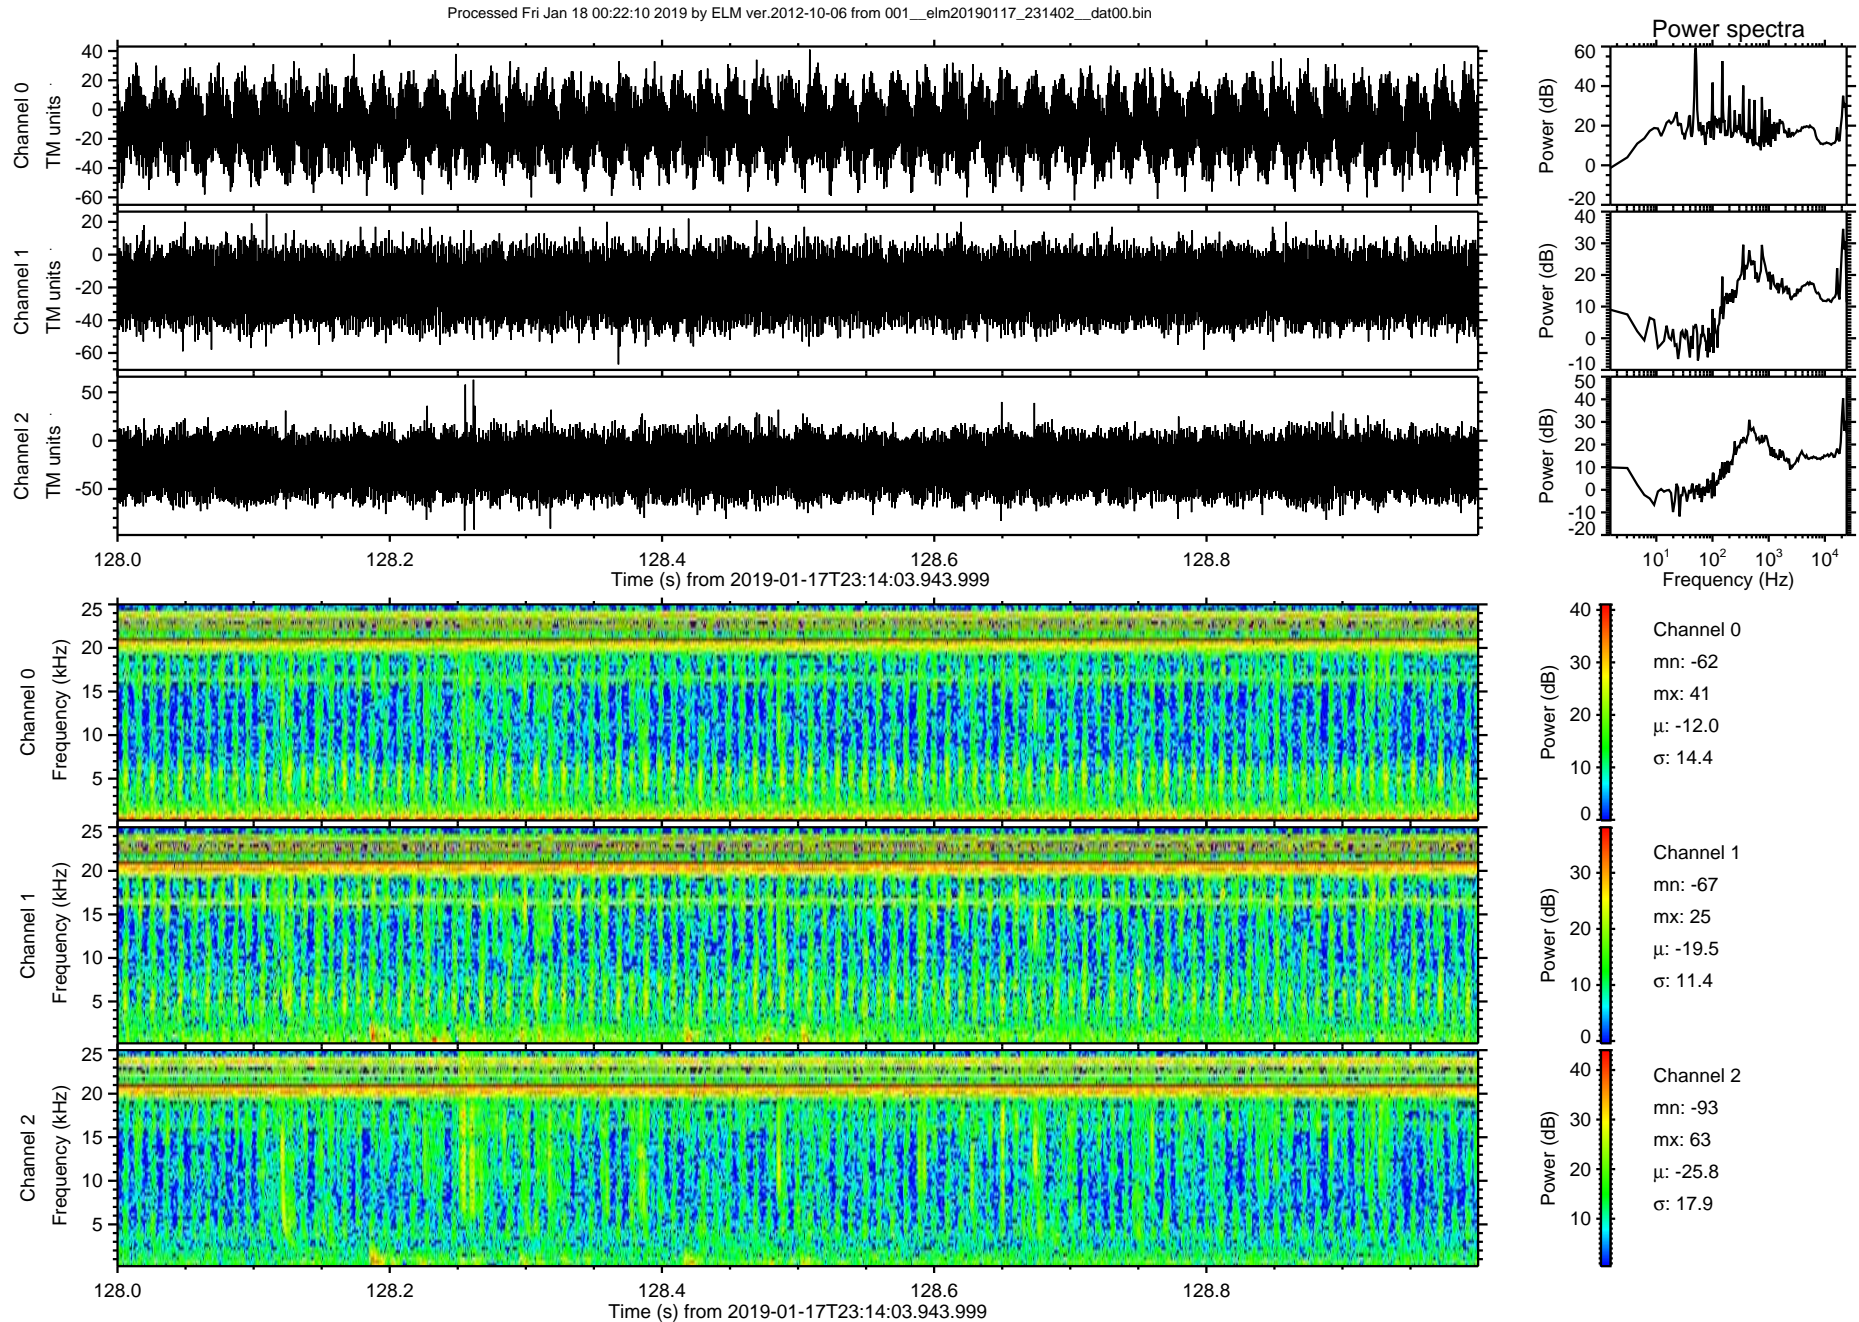 Processed Fri Jan 18 00:22:10 2019 by ELM ver.2012-10-06 from 001__elm20190117_231402__dat00.bin
Power spectra
Channel 0
TM units
40
20
0
-20
-40
-60
Power (dB)
60
40
20
0
-20
Channel 1
TM units
20
0
-20
-40
-60
Power (dB)
40
30
20
10
0
-10
Channel 2
TM units
50
0
-50
Power (dB)
50
40
30
20
10
0
-10
-20
128.0 128.2 128.4 128.6 128.8
Time (s) from 2019-01-17T23:14:03.943.999
10^1 10^2 10^3 10^4
Frequency (Hz)
Channel 0
Frequency (kHz)
25
20
15
10
5
Power (dB)
40
30
20
10
0
Channel 0
mn: -62
mx: 41
μ: -12.0
σ: 14.4
Channel 1
Frequency (kHz)
25
20
15
10
5
Power (dB)
30
20
10
0
Channel 1
mn: -67
mx: 25
μ: -19.5
σ: 11.4
Channel 2
Frequency (kHz)
25
20
15
10
5
Power (dB)
40
30
20
10
Channel 2
mn: -93
mx: 63
μ: -25.8
σ: 17.9
128.0 128.2 128.4 128.6 128.8
Time (s) from 2019-01-17T23:14:03.943.999